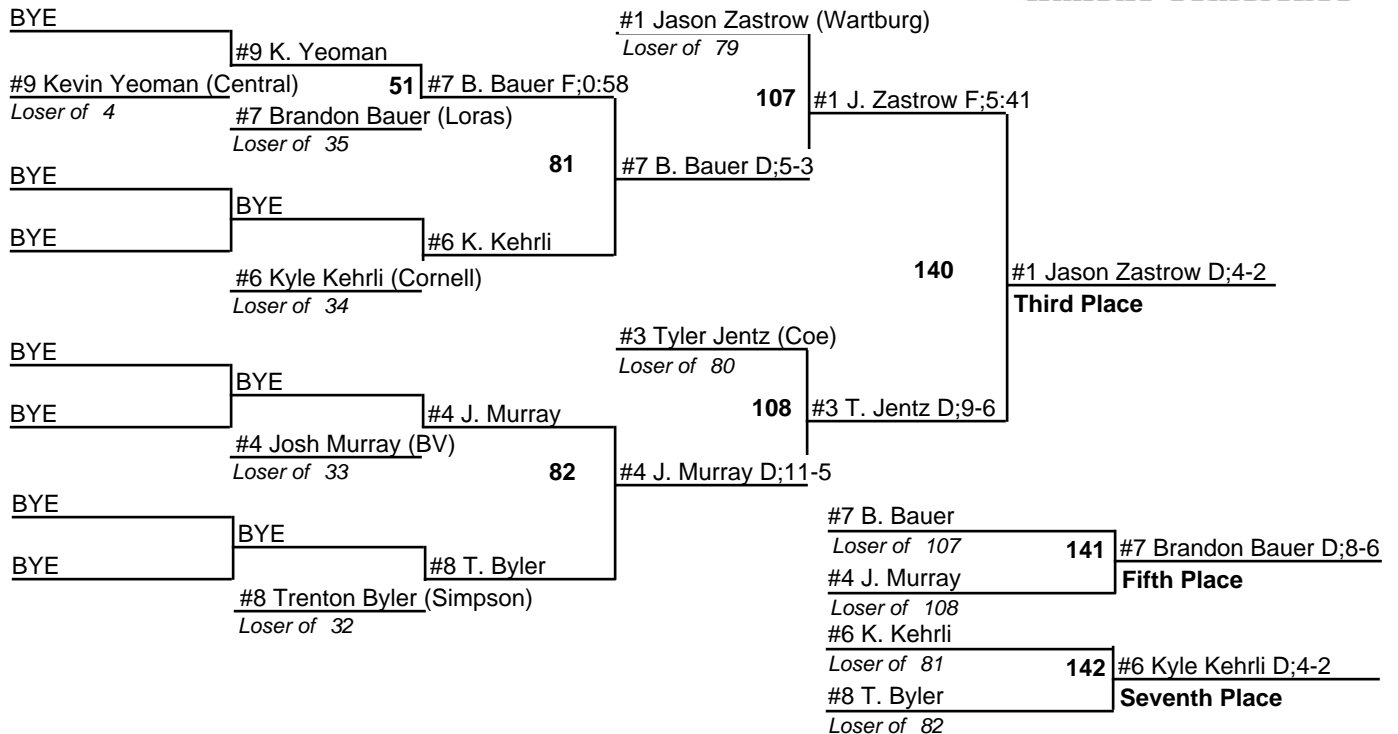 BYE
#1 Jason Zastrow (Wartburg)
Loser of 79
#9 K. Yeoman
#9 Kevin Yeoman (Central)
Loser of 4
51
#7 B. Bauer F;0:58
107
#1 J. Zastrow F;5:41
#7 Brandon Bauer (Loras)
Loser of 35
81
#7 B. Bauer D;5-3
BYE
BYE
BYE
#6 K. Kehrli
#6 Kyle Kehrli (Cornell)
Loser of 34
140
#1 Jason Zastrow D;4-2
Third Place
#3 Tyler Jentz (Coe)
Loser of 80
BYE
BYE
BYE
#4 J. Murray
108
#3 T. Jentz D;9-6
#4 Josh Murray (BV)
Loser of 33
82
#4 J. Murray D;11-5
BYE
BYE
BYE
#8 T. Byler
#8 Trenton Byler (Simpson)
Loser of 32
#7 B. Bauer
Loser of 107
141
#7 Brandon Bauer D;8-6
#4 J. Murray
Fifth Place
Loser of 108
#6 K. Kehrli
Loser of 81
142
#6 Kyle Kehrli D;4-2
#8 T. Byler
Seventh Place
Loser of 82